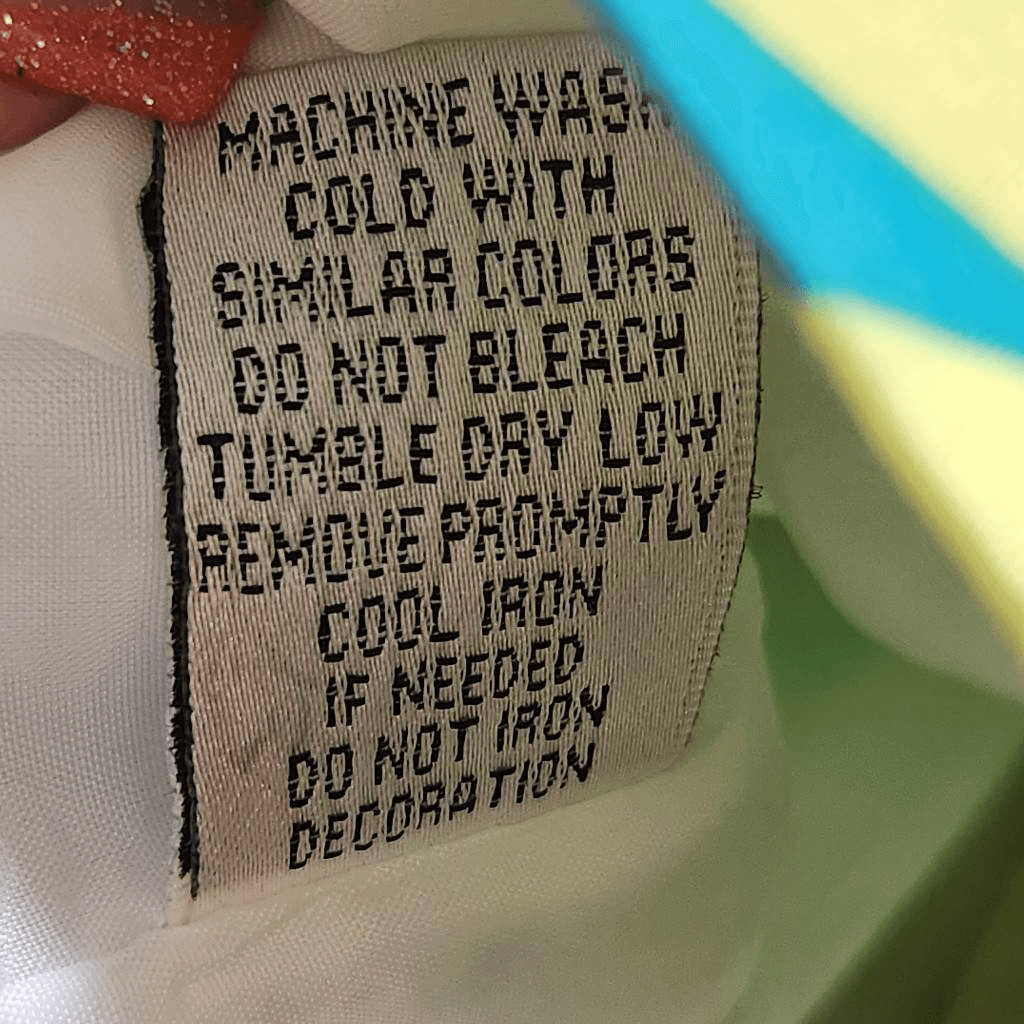 MACHINE WASH
COLD WITH
SIMILAR COLORS
DO NOT BLEACH
TUMBLE DRY LOW
REMOVE PROMPTLY
COOL IRON
IF NEEDED
DO NOT IRON
DECORATION